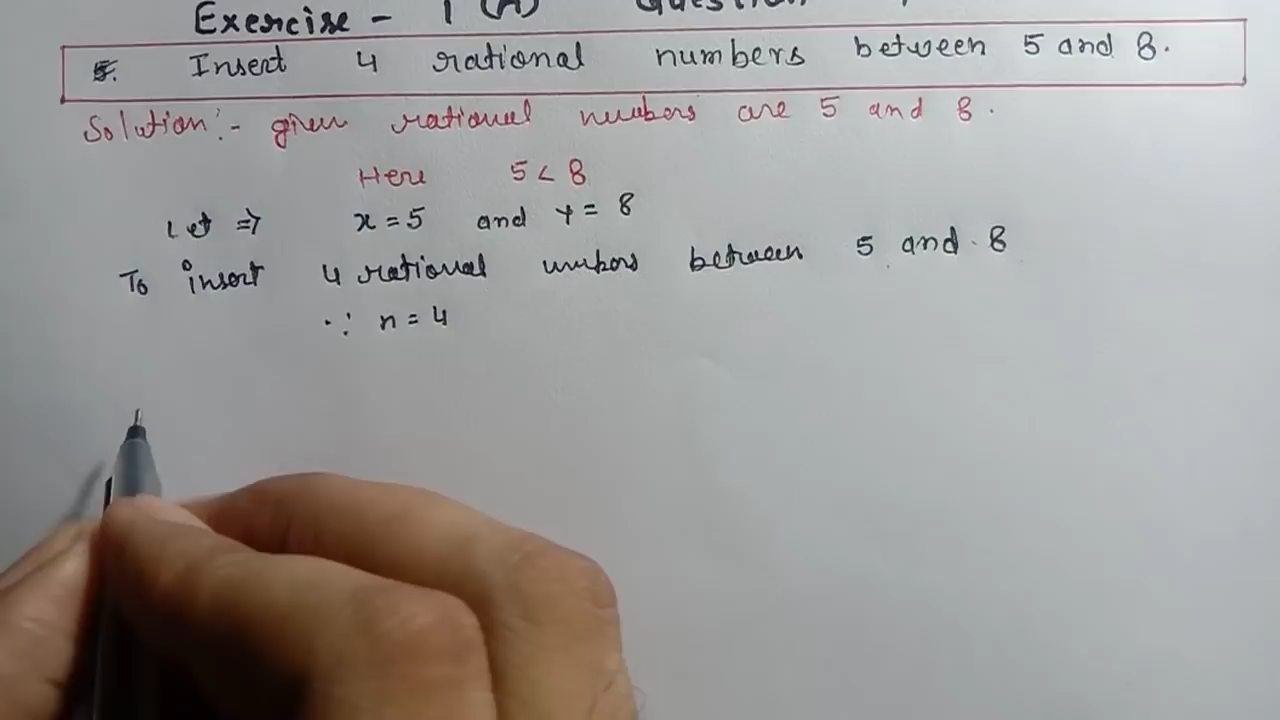 Exercise - 1 (A) Question
5. Insert 4 rational numbers between 5 and 8.
Solution:- given rational numbers are 5 and 8.
Here 5 < 8
Let ⇒ x = 5 and y = 8
To insert 4 rational numbers between 5 and 8
∵ n = 4